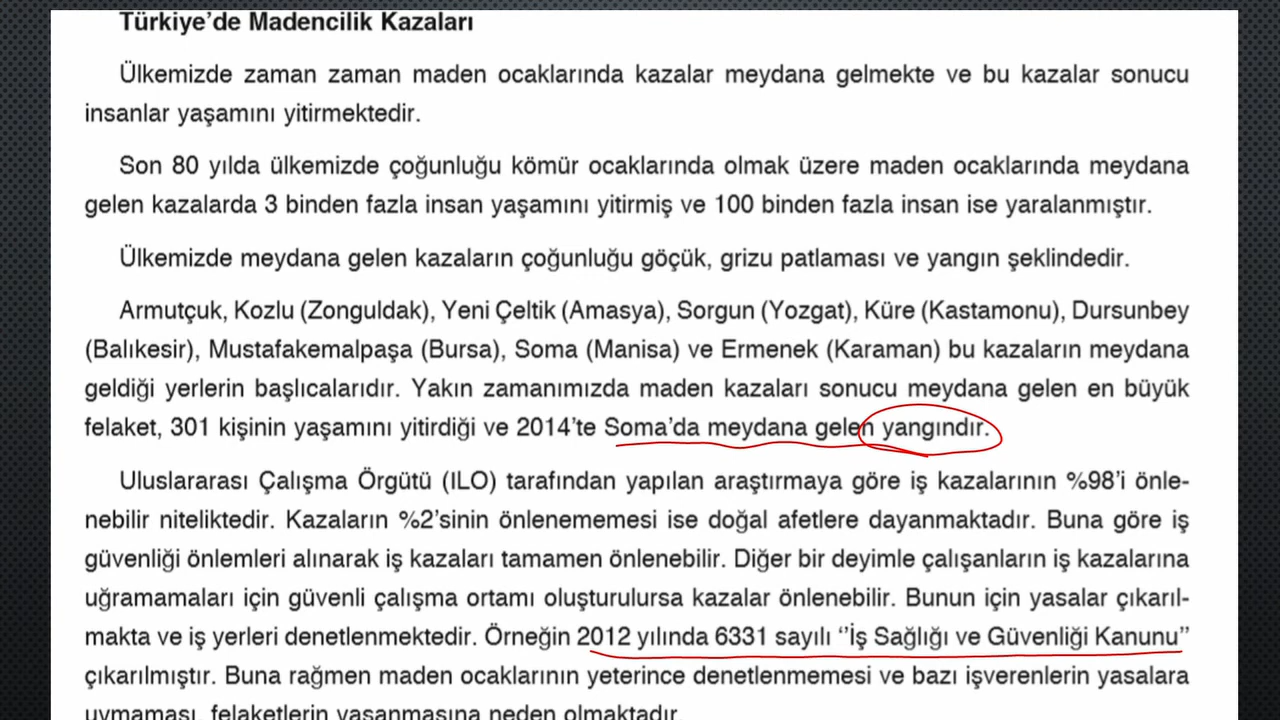 Türkiye’de Madencilik Kazaları
Ülkemizde zaman zaman maden ocaklarında kazalar meydana gelmekte ve bu kazalar sonucu
insanlar yaşamını yitirmektedir.
Son 80 yılda ülkemizde çoğunluğu kömür ocaklarında olmak üzere maden ocaklarında meydana
gelen kazalarda 3 binden fazla insan yaşamını yitirmiş ve 100 binden fazla insan ise yaralanmıştır.
Ülkemizde meydana gelen kazaların çoğunluğu göçük, grizu patlaması ve yangın şeklindedir.
Armutçuk, Kozlu (Zonguldak), Yeni Çeltik (Amasya), Sorgun (Yozgat), Küre (Kastamonu), Dursunbey
(Balıkesir), Mustafakemalpaşa (Bursa), Soma (Manisa) ve Ermenek (Karaman) bu kazaların meydana
geldiği yerlerin başlıcalarıdır. Yakın zamanımızda maden kazaları sonucu meydana gelen en büyük
felaket, 301 kişinin yaşamını yitirdiği ve 2014’te Soma’da meydana gelen yangındır.
Uluslararası Çalışma Örgütü (ILO) tarafından yapılan araştırmaya göre iş kazalarının %98’i önle-
nebilir niteliktedir. Kazaların %2’sinin önlenememesi ise doğal afetlere dayanmaktadır. Buna göre iş
güvenliği önlemleri alınarak iş kazaları tamamen önlenebilir. Diğer bir deyimle çalışanların iş kazalarına
uğramamaları için güvenli çalışma ortamı oluşturulursa kazalar önlenebilir. Bunun için yasalar çıkarıl-
makta ve iş yerleri denetlenmektedir. Örneğin 2012 yılında 6331 sayılı ‘‘İş Sağlığı ve Güvenliği Kanunu’’
çıkarılmıştır. Buna rağmen maden ocaklarının yeterince denetlenmemesi ve bazı işverenlerin yasalara
uymaması, felaketlerin yaşanmasına neden olmaktadır.